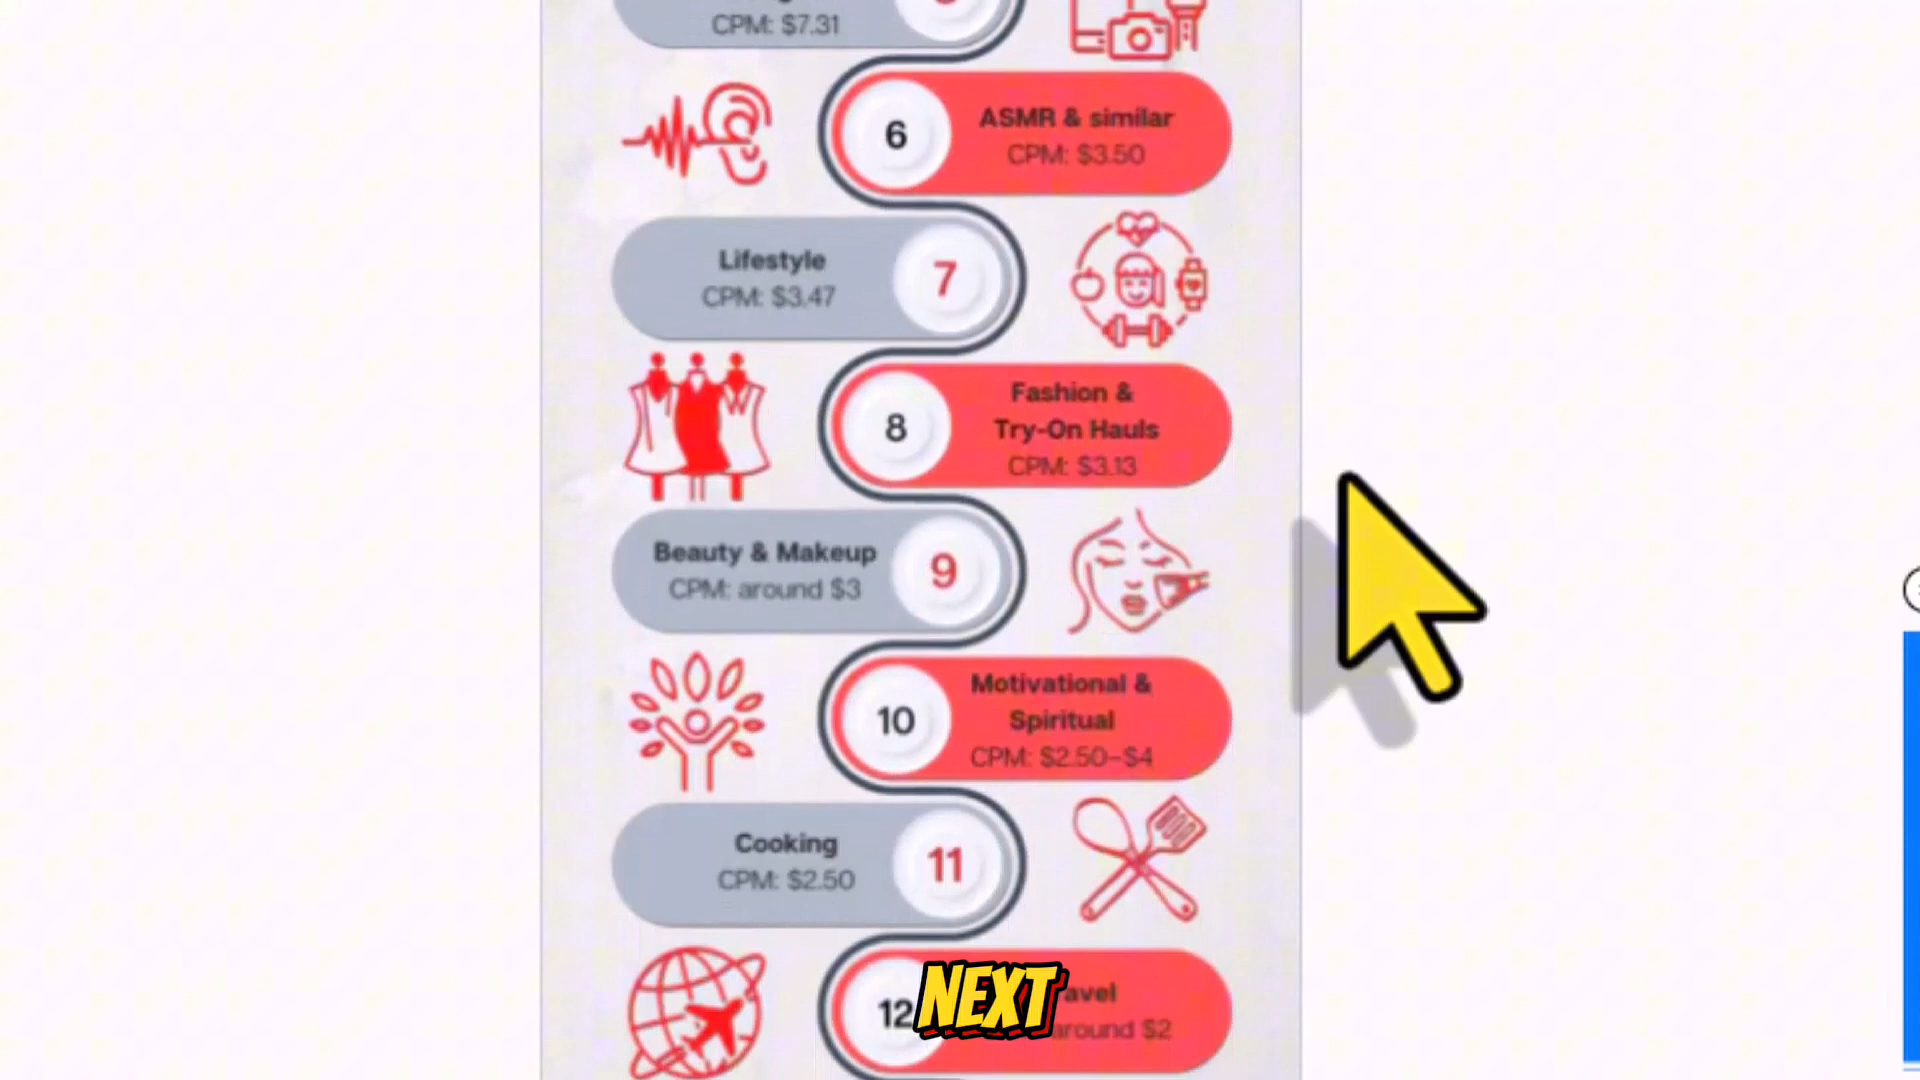 CPM: $7.31
6
ASMR & similar
CPM: $3.50
Lifestyle
CPM: $3.47
7
8
Fashion &
Try-On Hauls
CPM: $3.13
Beauty & Makeup
CPM: around $3
9
10
Motivational &
Spiritual
CPM: $2.50–$4
Cooking
CPM: $2.50
11
12
NEXT
around $2